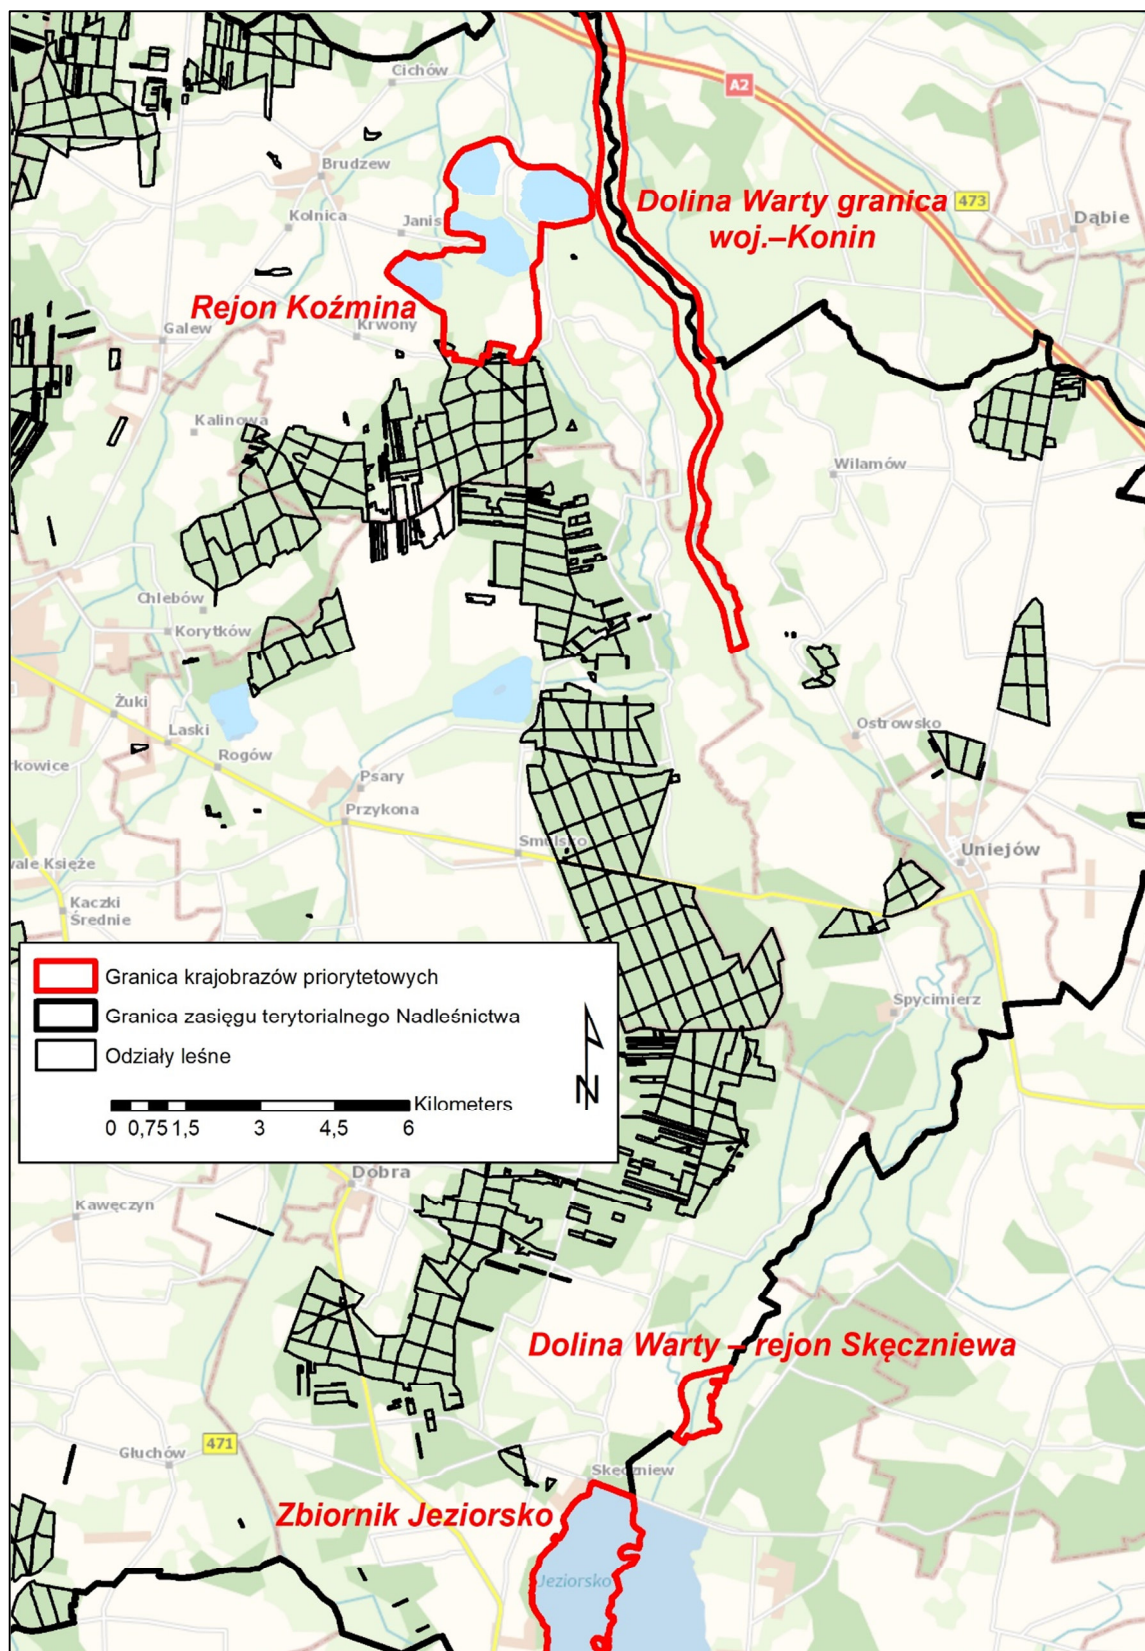 Cichów
A2
Brudzew
Dolina Warty granica
woj.–Konin
473
Dąbie
Kolnica
Janis
Rejon Koźmina
Galew
Krwony
Kalinowa
Wilamów
Chlebów
Korytków
Żuki
Laski
Rogów
rkowice
Ostrowsko
Psary
Przykona
Smulsko
Uniejów
wale Księże
Kaczki
Średnie
Granica krajobrazów priorytetowych
Granica zasięgu terytorialnego Nadleśnictwa
Odziały leśne
Kilometers
0 0,75 1,5 3 4,5 6
N
Spycimierz
Dobra
Kawęczyn
Dolina Warty – rejon Skęczniewa
471
Głuchów
Skęczniew
Zbiornik Jeziorsko
Jeziorsko